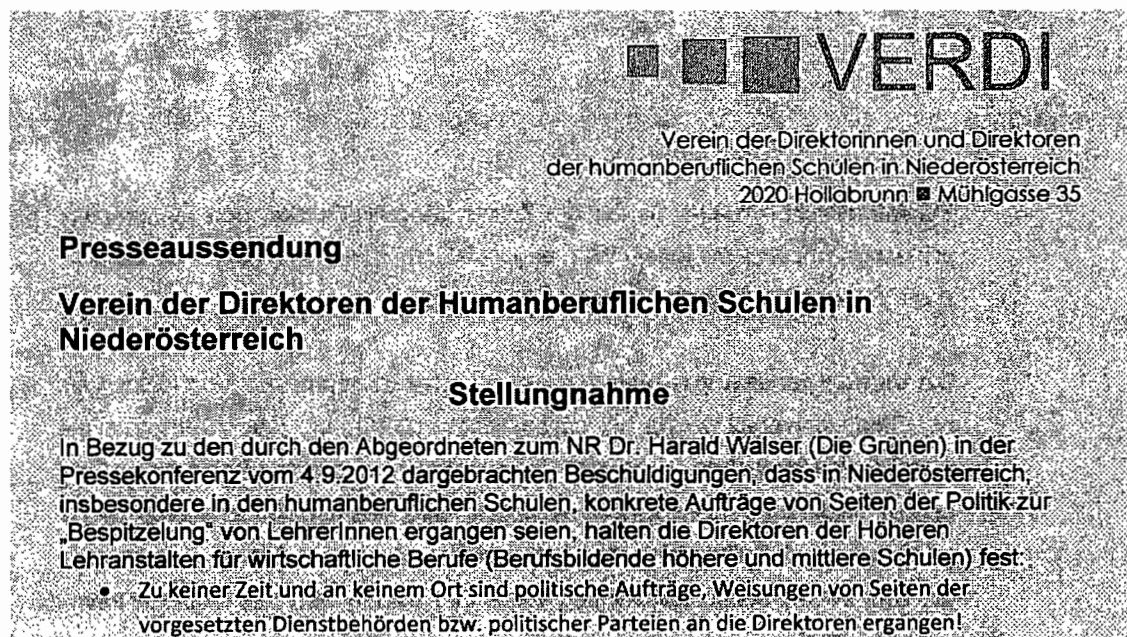 VERDI
Verein der Direktorinnen und Direktoren
der humanberuflichen Schulen in Niederösterreich
2020 Hollabrunn ■ Mühlgasse 35
Presseaussendung
Verein der Direktoren der Humanberuflichen Schulen in
Niederösterreich
Stellungnahme
In Bezug zu den durch den Abgeordneten zum NR Dr. Harald Walser (Die Grünen) in der
Pressekonferenz vom 4.9.2012 dargebrachten Beschuldigungen, dass in Niederösterreich,
insbesondere in den humanberuflichen Schulen, konkrete Aufträge von Seiten der Politik zur
„Bespitzelung" von LehrerInnen ergangen seien, halten die Direktoren der Höheren
Lehranstalten für wirtschaftliche Berufe (Berufsbildende höhere und mittlere Schulen) fest:
• Zu keiner Zeit und an keinem Ort sind politische Aufträge, Weisungen von Seiten der
vorgesetzten Dienstbehörden bzw. politischer Parteien an die Direktoren ergangen!